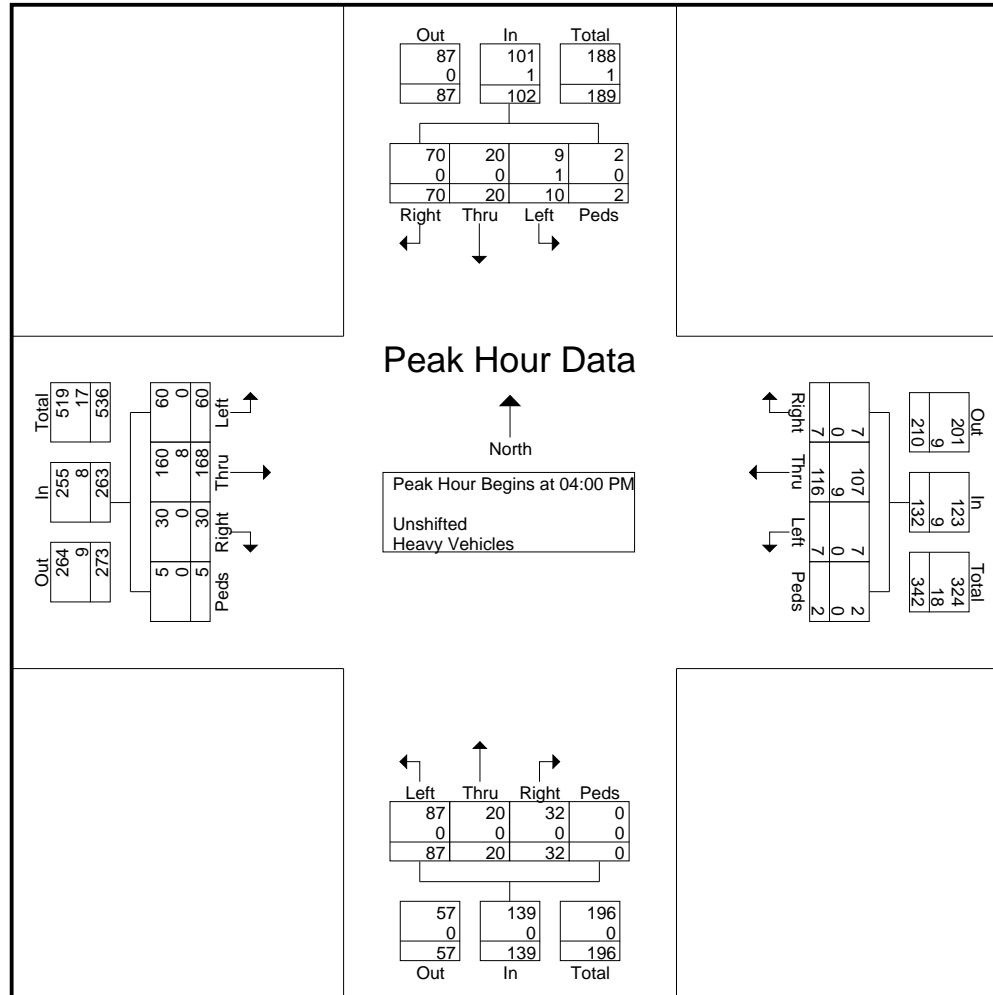 Out In Total
87 101 188
0 1 1
87 102 189
70 20 9 2
0 0 1 0
70 20 10 2
Right Thru Left Peds
Peak Hour Data
North
Peak Hour Begins at 04:00 PM
Unshifted
Heavy Vehicles
Total In Out
519 255 264
17 8 9
536 263 273
60 160 30 5
0 8 0 0
60 168 30 5
Left Thru Right Peds
Out In Total
201 123 324
9 9 18
210 132 342
7 107 7 2
0 9 0 0
7 116 7 2
Right Thru Left Peds
Left Thru Right Peds
87 20 32 0
0 0 0 0
87 20 32 0
57 139 196
0 0 0
57 139 196
Out In Total